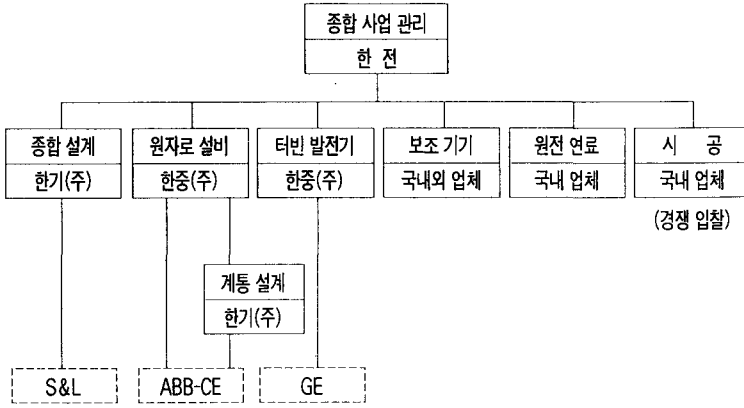 종합 사업 관리
한 전
종합 설계
한기(주)
원자로 설비
한중(주)
터빈 발전기
한중(주)
보조 기기
국내외 업체
원전 연료
국내 업체
시 공
국내 업체
(경쟁 입찰)
계통 설계
한기(주)
S&L
ABB-CE
GE